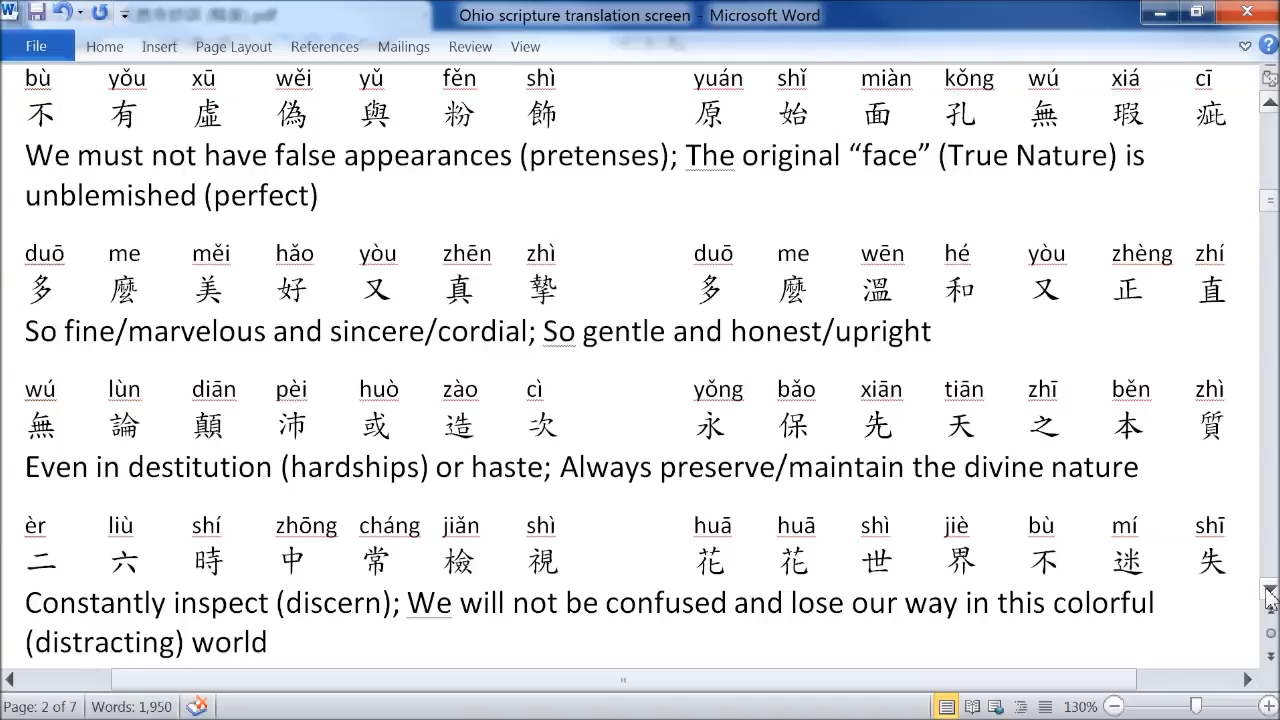 Ohio scripture translation screen - Microsoft Word
File Home Insert Page Layout References Mailings Review View
bù yǒu xū wěi yǔ fěn shì yuán shǐ miàn kǒng wú xiá cī
不 有 虛 偽 與 粉 飾 原 始 面 孔 無 瑕 疵
We must not have false appearances (pretenses); The original “face” (True Nature) is
unblemished (perfect)
duō me měi hǎo yòu zhēn zhì duō me wēn hé yòu zhèng zhí
多 麼 美 好 又 真 摯 多 麼 溫 和 又 正 直
So fine/marvelous and sincere/cordial; So gentle and honest/upright
wú lùn diān pèi huò zào cì yǒng bǎo xiān tiān zhī běn zhì
無 論 顛 沛 或 造 次 永 保 先 天 之 本 質
Even in destitution (hardships) or haste; Always preserve/maintain the divine nature
èr liù shí zhōng cháng jiǎn shì huā huā shì jiè bù mí shī
二 六 時 中 常 檢 視 花 花 世 界 不 迷 失
Constantly inspect (discern); We will not be confused and lose our way in this colorful
(distracting) world
Page: 2 of 7 Words: 1,950 130%